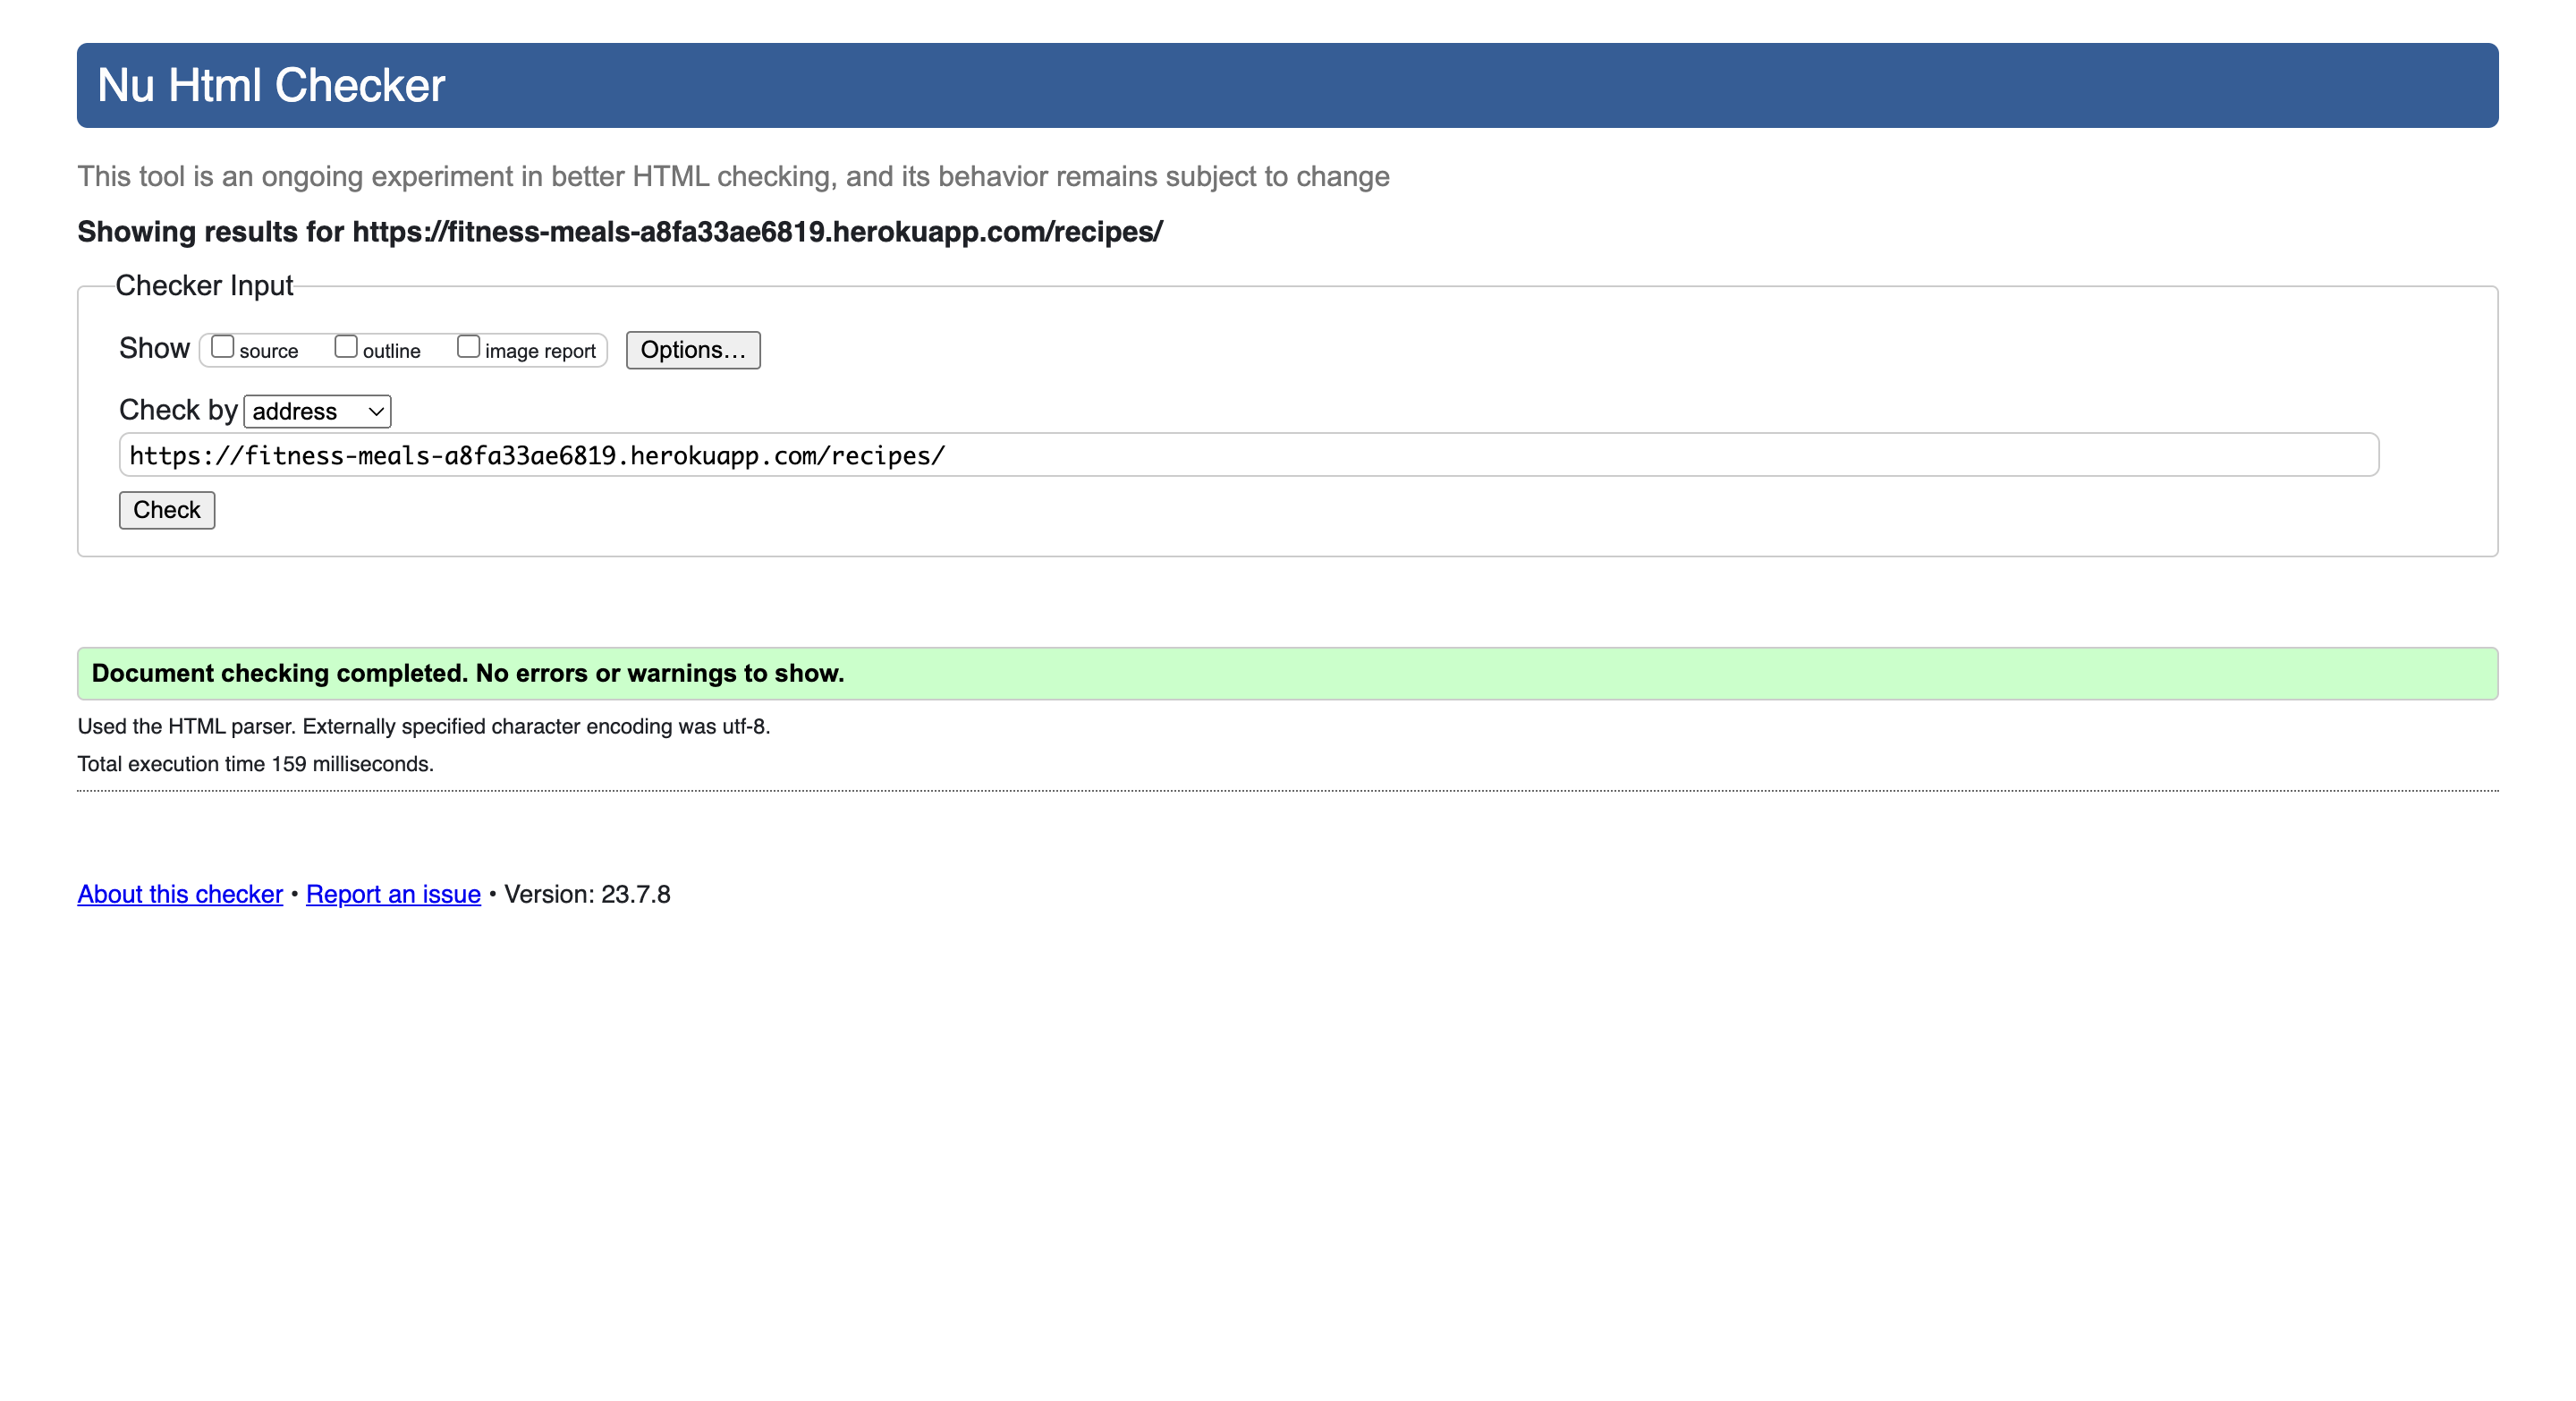 Nu Html Checker
This tool is an ongoing experiment in better HTML checking, and its behavior remains subject to change
Showing results for https://fitness-meals-a8fa33ae6819.herokuapp.com/recipes/
Checker Input
Show source outline image report Options…
Check by address
https://fitness-meals-a8fa33ae6819.herokuapp.com/recipes/
Check
Document checking completed. No errors or warnings to show.
Used the HTML parser. Externally specified character encoding was utf-8.
Total execution time 159 milliseconds.
About this checker • Report an issue • Version: 23.7.8